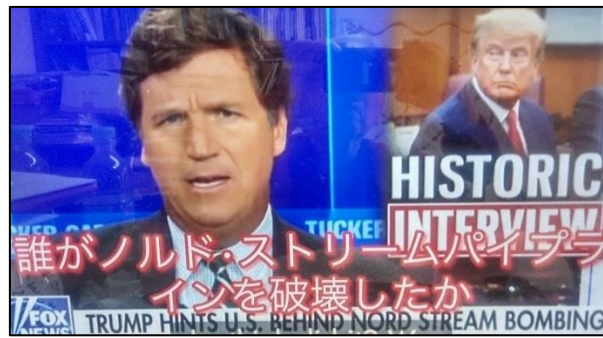 HISTORIC
TUCKER
INTERVIEW
誰がノルド・ストリームパイプラ
インを破壊したか
FOX
NEWS
TRUMP HINTS U.S. BEHIND NORD STREAM BOMBING